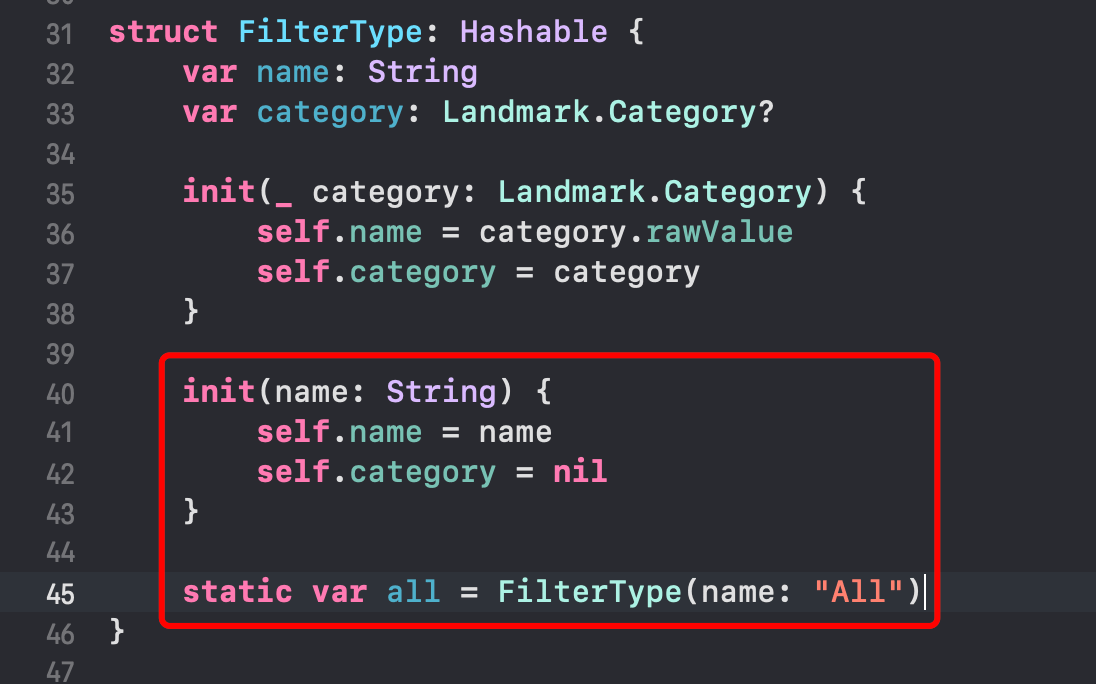 31 struct FilterType: Hashable {
32     var name: String
33     var category: Landmark.Category?
34
35     init(_ category: Landmark.Category) {
36         self.name = category.rawValue
37         self.category = category
38     }
39
40     init(name: String) {
41         self.name = name
42         self.category = nil
43     }
44
45     static var all = FilterType(name: "All")
46 }
47